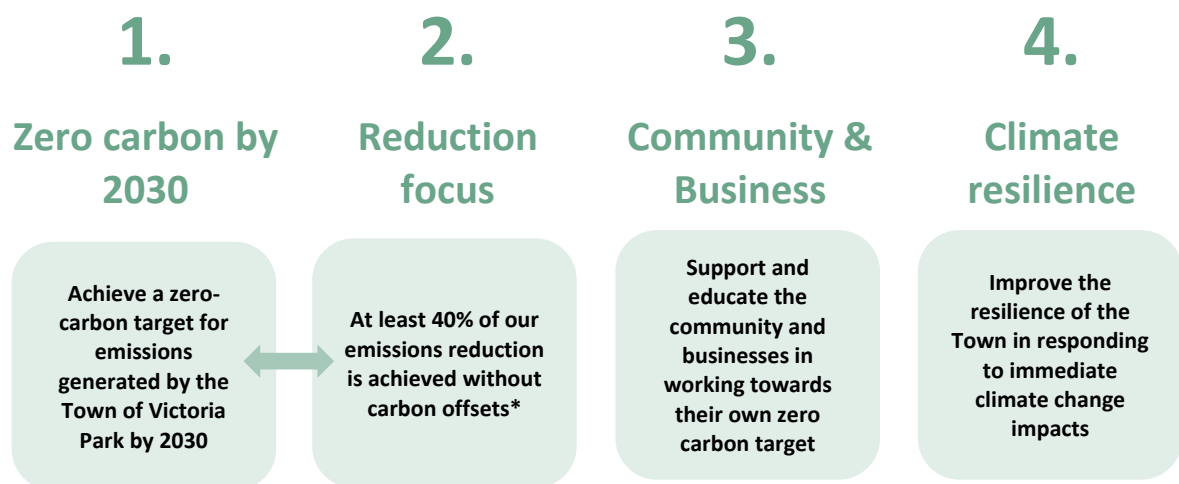 1.
Zero carbon by
2030
Achieve a zero-
carbon target for
emissions
generated by the
Town of Victoria
Park by 2030
2.
Reduction
focus
At least 40% of our
emissions reduction
is achieved without
carbon offsets*
3.
Community &
Business
Support and
educate the
community and
businesses in
working towards
their own zero
carbon target
4.
Climate
resilience
Improve the
resilience of the
Town in responding
to immediate
climate change
impacts